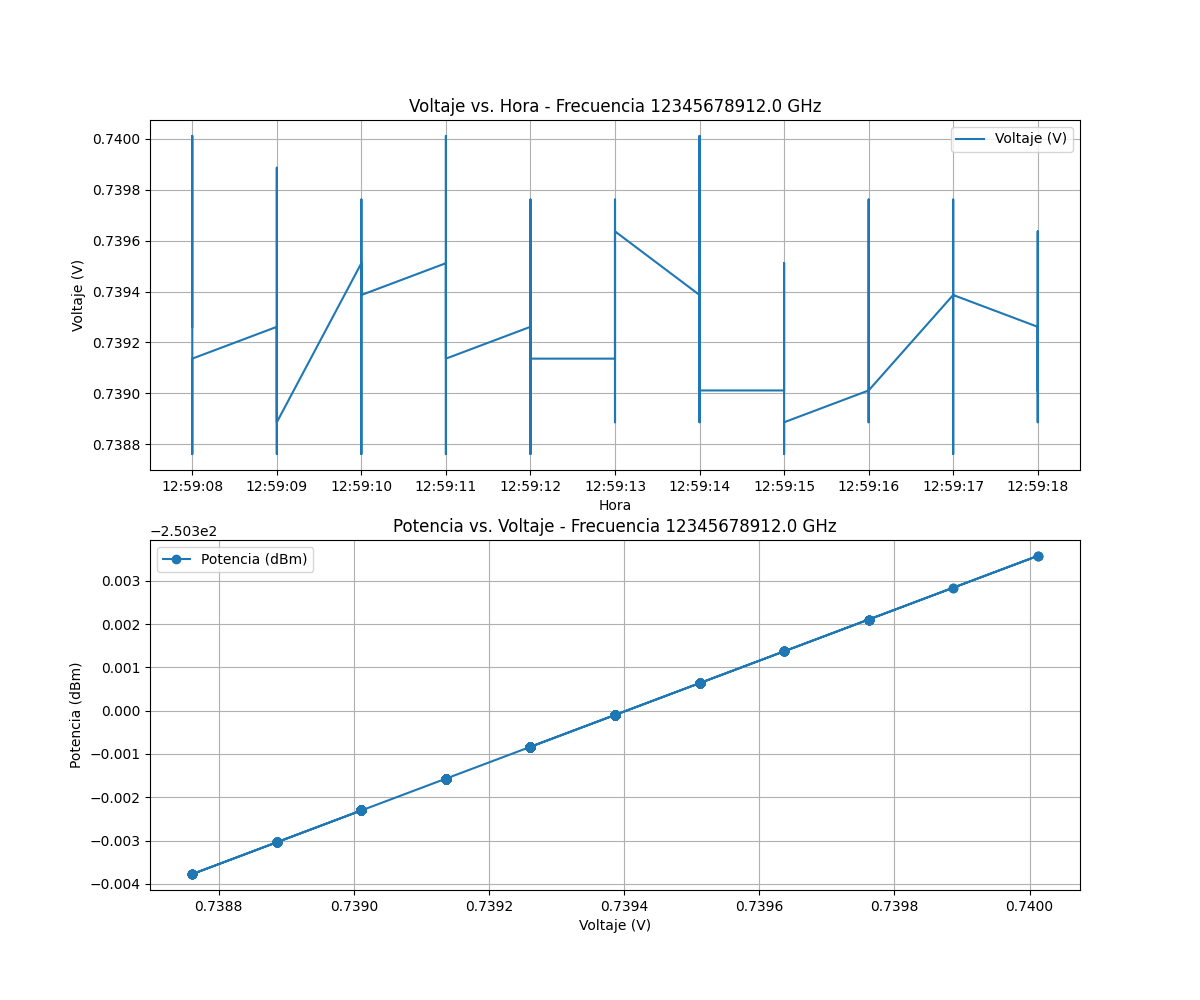 Voltaje vs. Hora - Frecuencia 12345678912.0 GHz
Voltaje (V)
0.7400
0.7398
0.7396
0.7394
0.7392
0.7390
0.7388
Voltaje (V)
12:59:08 12:59:09 12:59:10 12:59:11 12:59:12 12:59:13 12:59:14 12:59:15 12:59:16 12:59:17 12:59:18
Hora
Potencia vs. Voltaje - Frecuencia 12345678912.0 GHz
−2.503e2
Potencia (dBm)
0.003
0.002
0.001
0.000
−0.001
−0.002
−0.003
−0.004
Potencia (dBm)
0.7388 0.7390 0.7392 0.7394 0.7396 0.7398 0.7400
Voltaje (V)